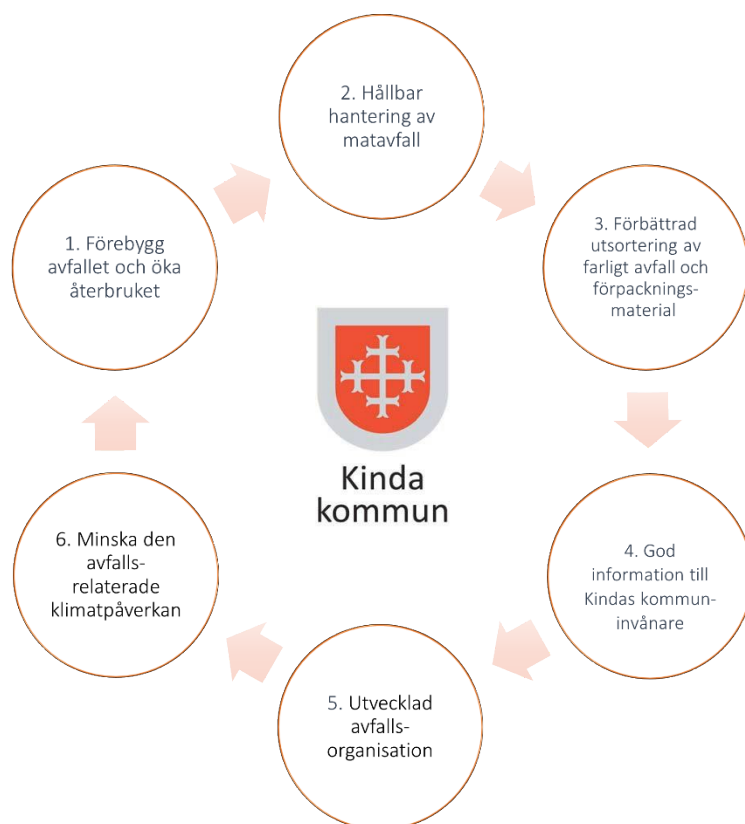 1. Förebygg
avfallet och öka
återbruket
2. Hållbar
hantering av
matavfall
3. Förbättrad
utsortering av
farligt avfall och
förpacknings-
material
4. God
information till
Kindas kommun-
invånare
5. Utvecklad
avfalls-
organisation
6. Minska den
avfalls-
relaterade
klimatpåverkan
Kinda
kommun